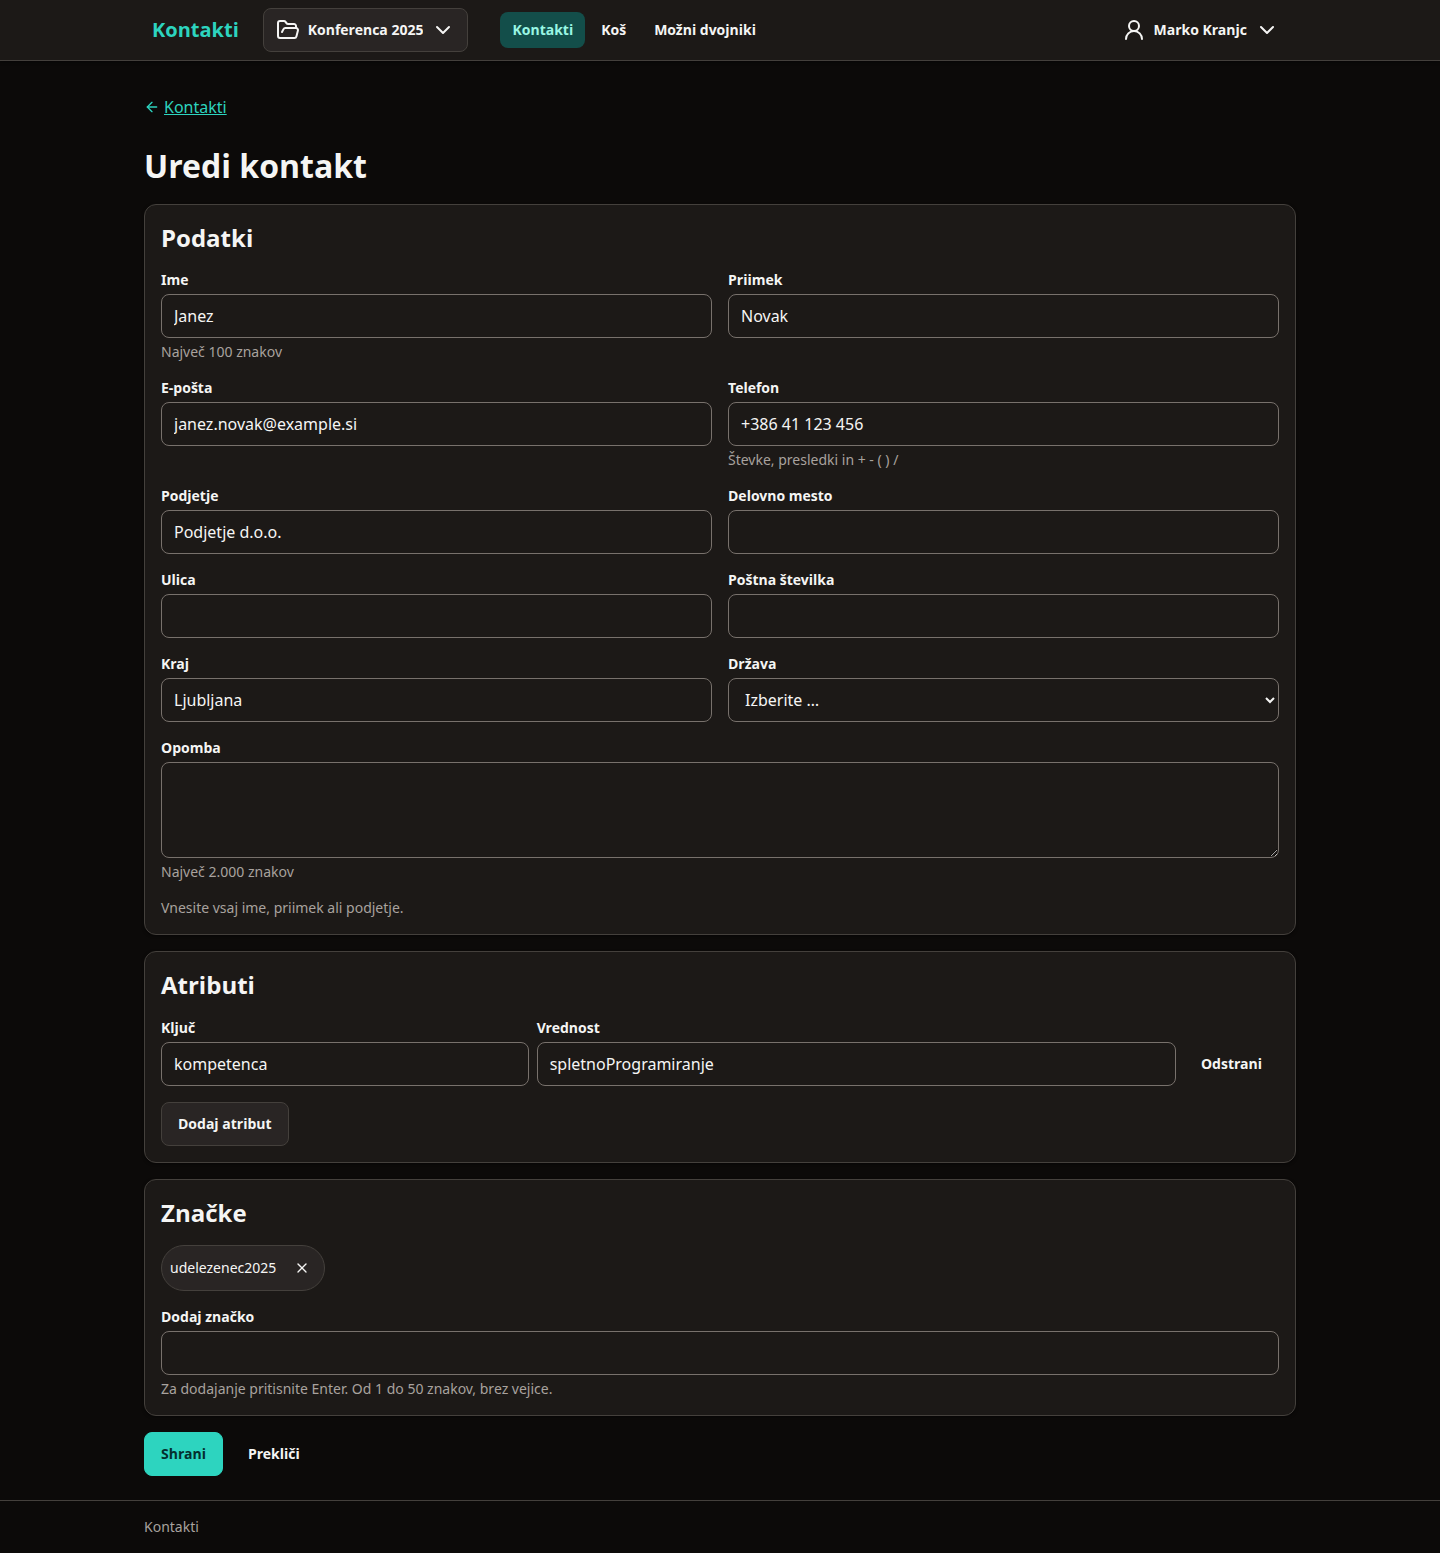 Kontakti
Konferenca 2025
Kontakti
Koš
Možni dvojniki
Marko Kranjc
Kontakti
Uredi kontakt
Podatki
Ime
Priimek
Janez
Novak
Največ 100 znakov
E-pošta
Telefon
janez.novak@example.si
+386 41 123 456
Števke, presledki in + - ( ) /
Podjetje
Delovno mesto
Podjetje d.o.o.
Ulica
Poštna številka
Kraj
Država
Ljubljana
Izberite ...
Opomba
Največ 2.000 znakov
Vnesite vsaj ime, priimek ali podjetje.
Atributi
Ključ
Vrednost
kompetenca
spletnoProgramiranje
Odstrani
Dodaj atribut
Značke
udelezenec2025
Dodaj značko
Za dodajanje pritisnite Enter. Od 1 do 50 znakov, brez vejice.
Shrani
Prekliči
Kontakti